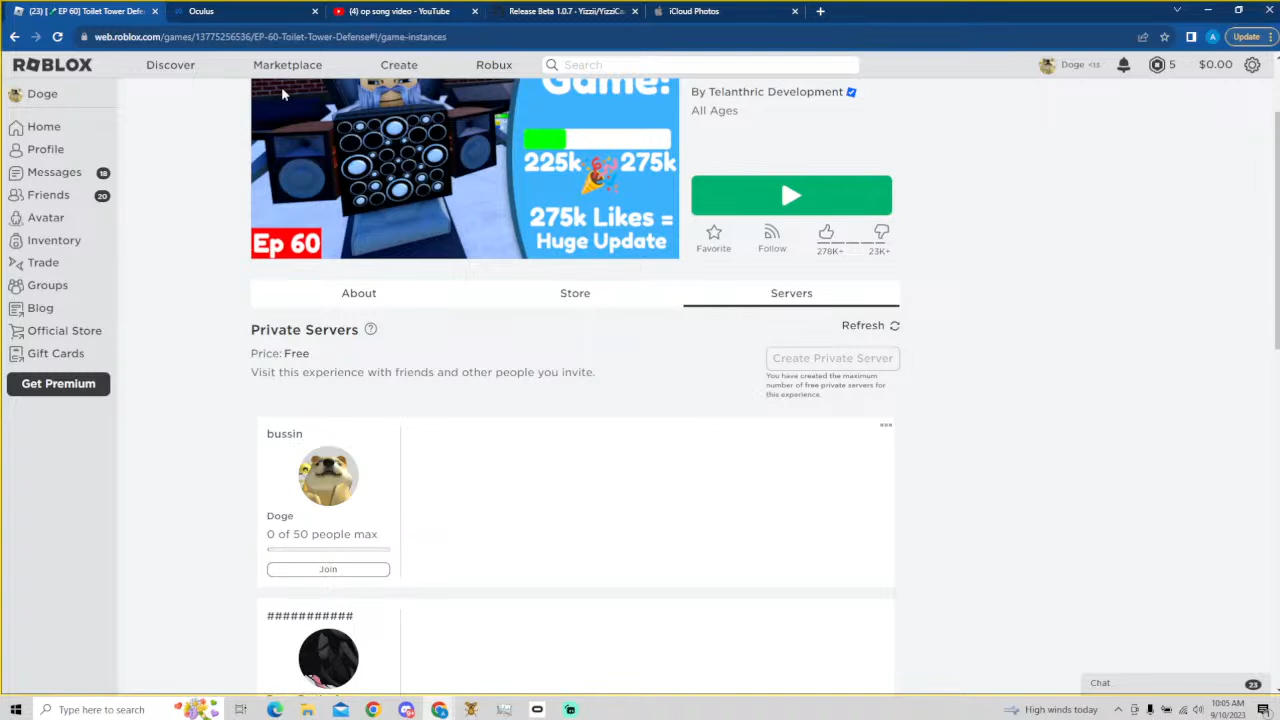 (23) [🚀EP 60] Toilet Tower Defe
Oculus
(4) op song video - YouTube
Release Beta 1.0.7 · Yizzi/YizziCa
iCloud Photos
web.roblox.com/games/13775256536/EP-60-Toilet-Tower-Defense#!/game-instances
Update
ROBLOX
Discover
Marketplace
Create
Robux
Search
Doge <13
5
$0.00
Doge
Home
Profile
Messages 18
Friends 20
Avatar
Inventory
Trade
Groups
Blog
Official Store
Gift Cards
Get Premium
Game!
225k 275k
275k Likes =
Huge Update
Ep 60
By Telanthric Development
All Ages
Favorite
Follow
278K+
23K+
About
Store
Servers
Private Servers
Refresh
Price: Free
Visit this experience with friends and other people you invite.
Create Private Server
You have created the maximum
number of free private servers for
this experience.
bussin
Doge
0 of 50 people max
Join
###########
Chat 23
Type here to search
High winds today
10:05 AM
9/10/2023